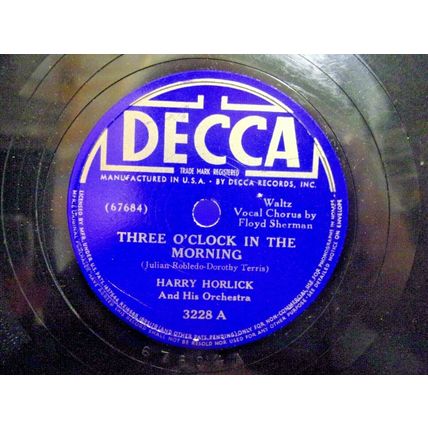 DECCA
TRADE MARK REGISTERED
MANUFACTURED IN U.S.A. • BY DECCA RECORDS, INC.
(67684)
Waltz
Vocal Chorus by
Floyd Sherman
THREE O'CLOCK IN THE
MORNING
(Julian Robledo-Dorothy Terris)
HARRY HORLICK
And His Orchestra
3228 A